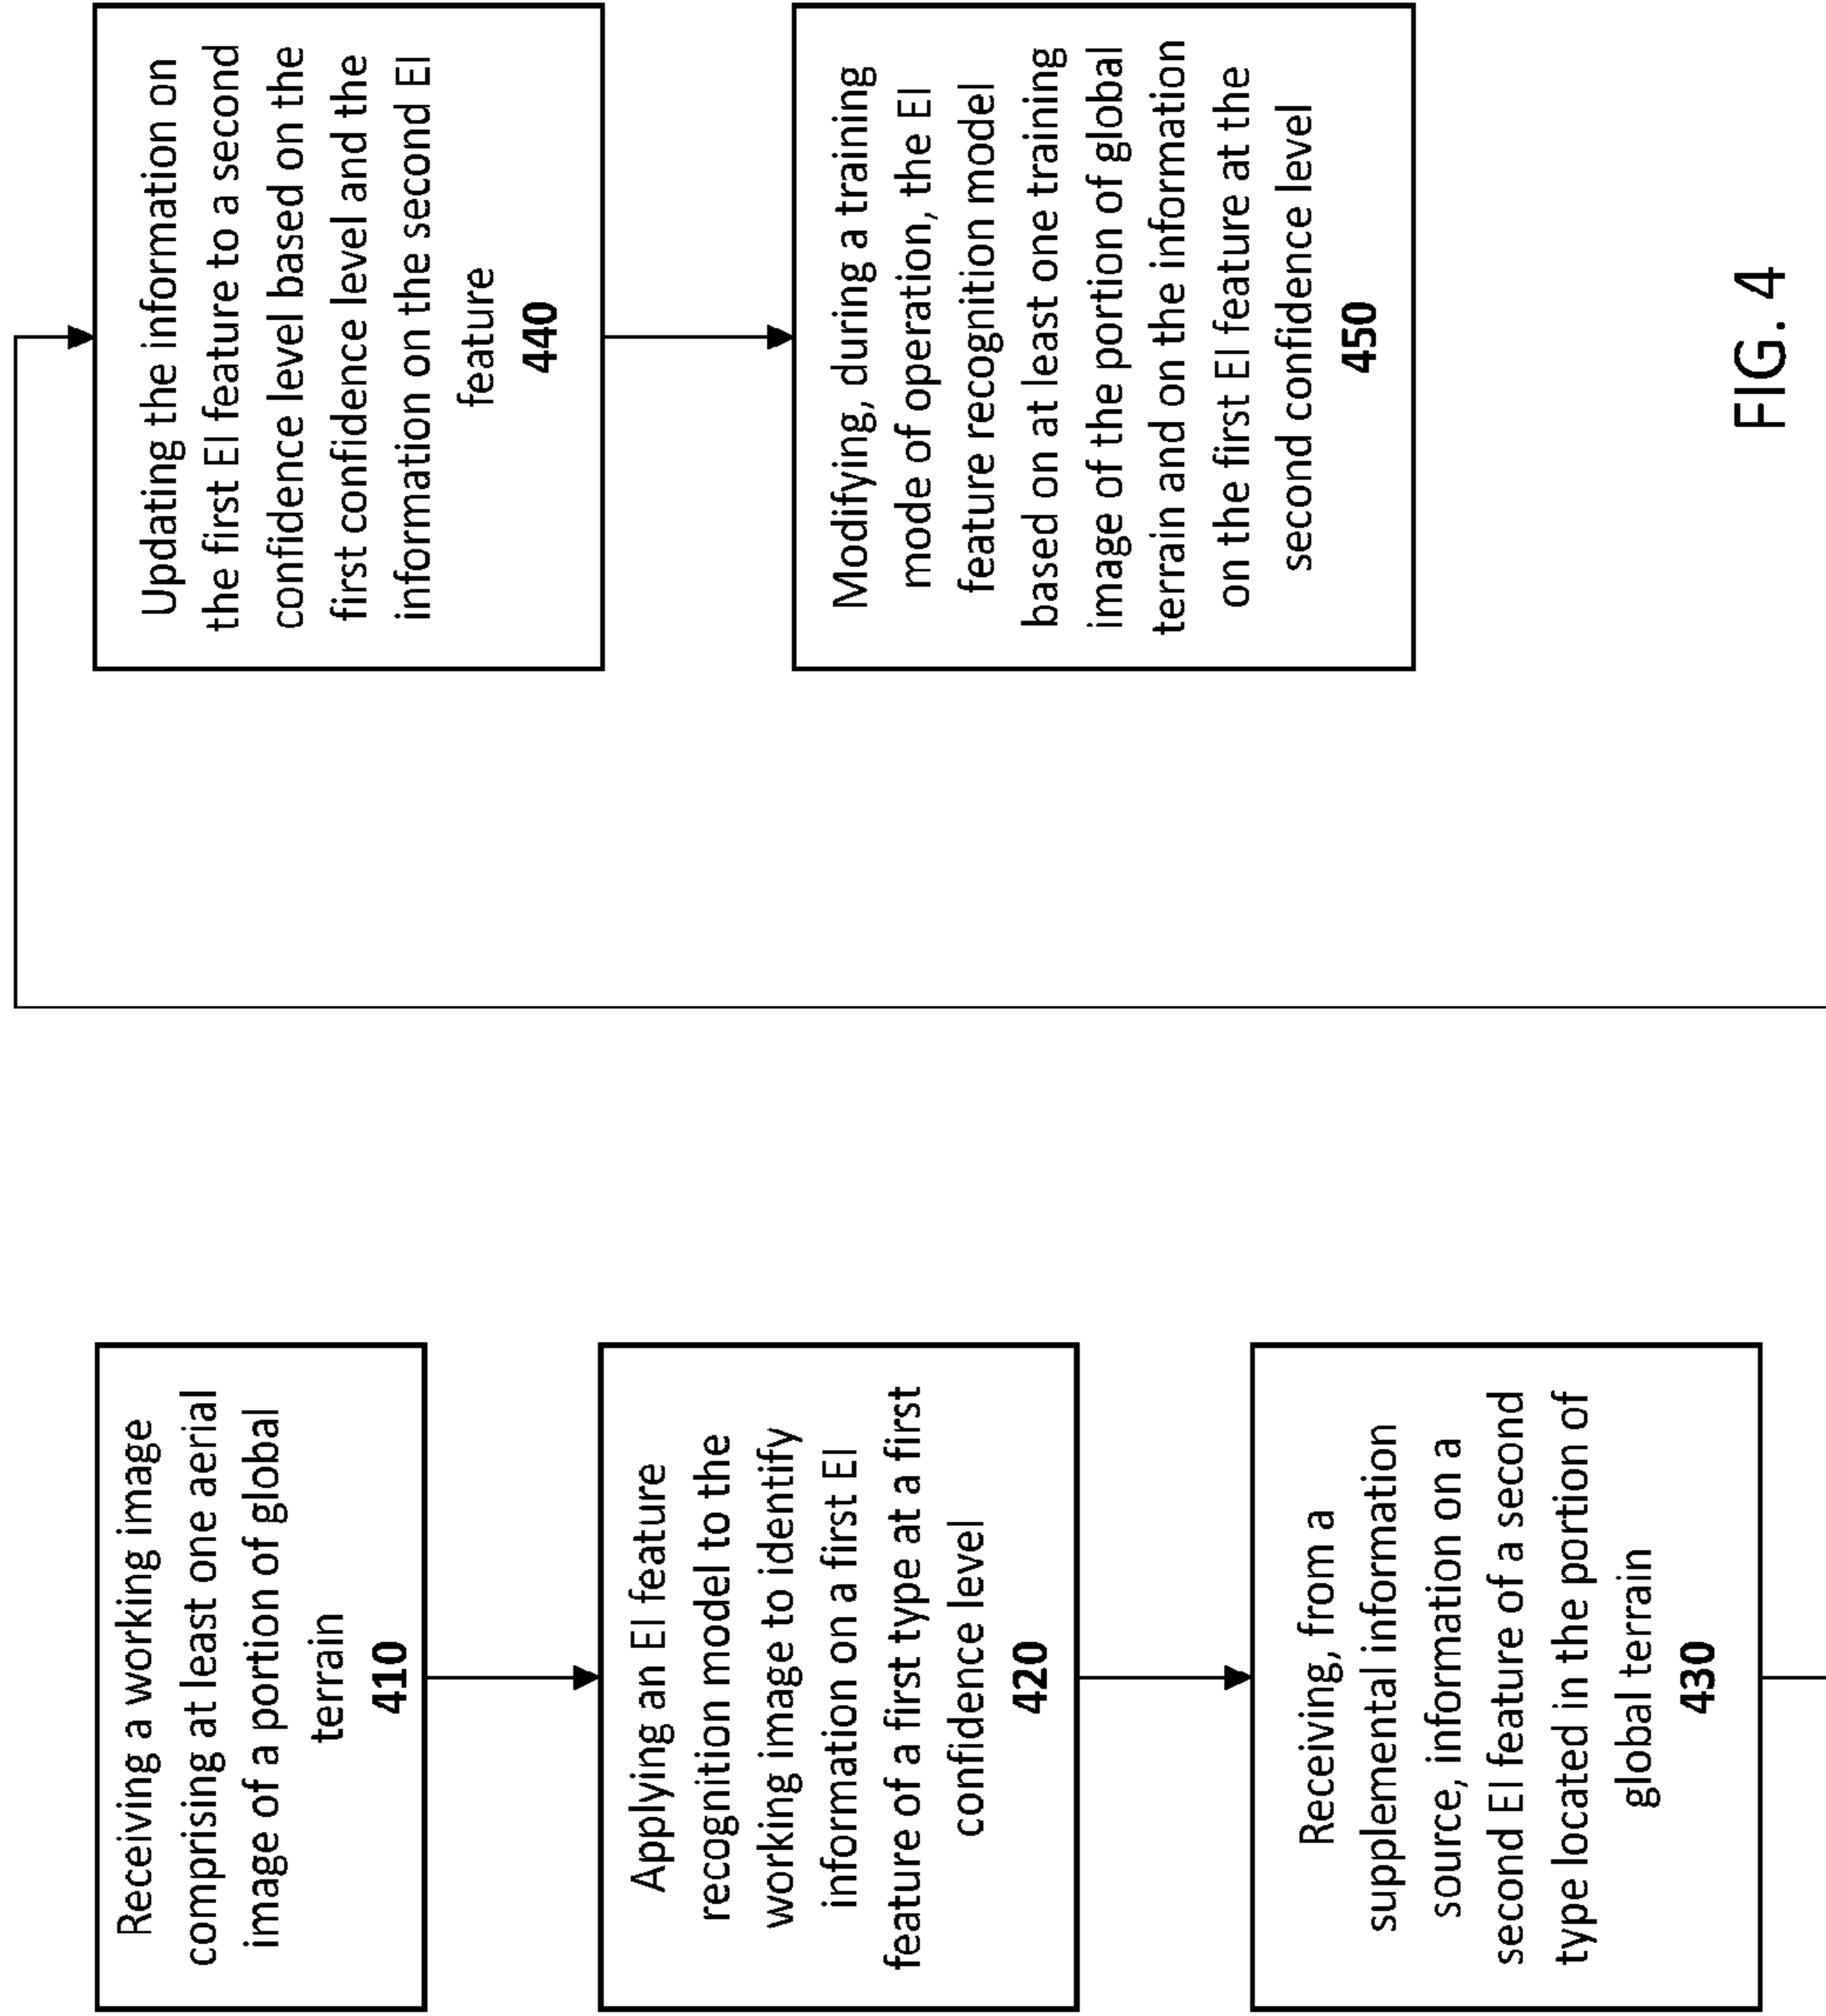 Receiving a working image
comprising at least one aerial
image of a portion of global
terrain
410
Applying an EI feature
recognition model to the
working image to identify
information on a first EI
feature of a first type at a first
confidence level
420
Receiving, from a
supplemental information
source, information on a
second EI feature of a second
type located in the portion of
global terrain
430
Updating the information on
the first EI feature to a second
confidence level based on the
first confidence level and the
information on the second EI
feature
440
Modifying, during a training
mode of operation, the EI
feature recognition model
based on at least one training
image of the portion of global
terrain and on the information
on the first EI feature at the
second confidence level
450
FIG. 4